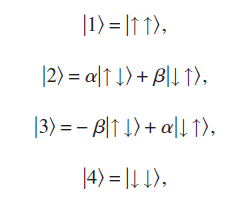 |1⟩ = |↑ ↑⟩,
|2⟩ = α|↑ ↓⟩ + β|↓ ↑⟩,
|3⟩ = − β|↑ ↓⟩ + α|↓ ↑⟩,
|4⟩ = |↓ ↓⟩,